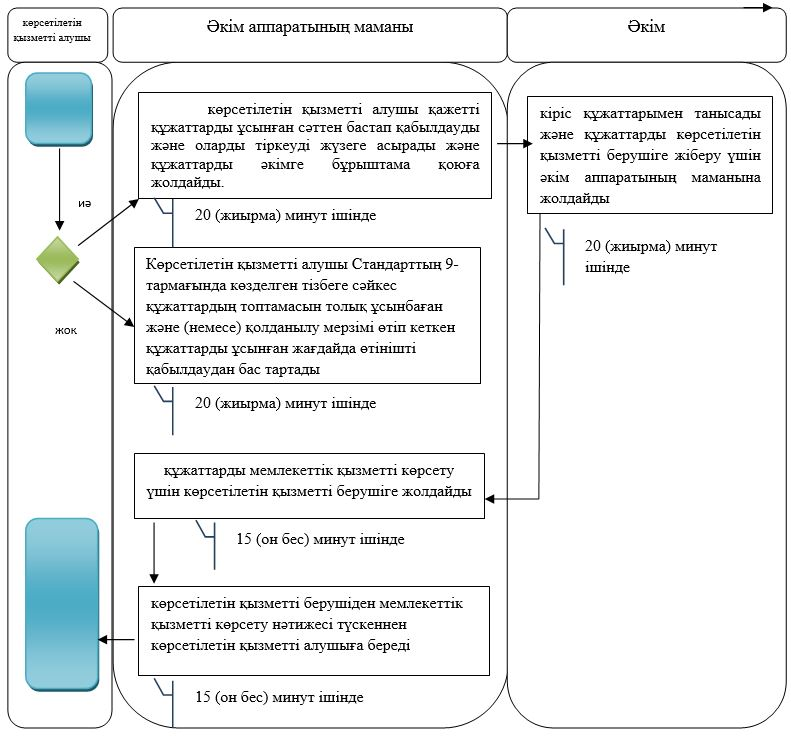 көрсетілетін
қызметті алушы
Әкім аппаратының маманы
Әкім
көрсетілетін қызметті алушы қажетті
құжаттарды ұсынған сәттен бастап қабылдауды
және оларды тіркеуді жүзеге асырады және
құжаттарды әкімге бұрыштама қоюға
жолдайды.
кіріс құжаттарымен танысады
және құжаттарды көрсетілетін
қызметті берушіге жіберу үшін
әкім аппаратының маманына
жолдайды
иә
20 (жиырма) минут ішінде
20 (жиырма) минут
ішінде
Көрсетілетін қызметті алушы Стандарттың 9-
тармағында көзделген тізбеге сәйкес
құжаттардың топтамасын толық ұсынбаған
және (немесе) қолданылу мерзімі өтіп кеткен
құжаттарды ұсынған жағдайда өтінішті
қабылдаудан бас тартады
жок
20 (жиырма) минут ішінде
құжаттарды мемлекеттік қызметті көрсету
үшін көрсетілетін қызметті берушіге жолдайды
15 (он бес) минут ішінде
көрсетілетін қызметті берушіден мемлекеттік
қызметті көрсету нәтижесі түскеннен
көрсетілетін қызметті алушыға береді
15 (он бес) минут ішінде